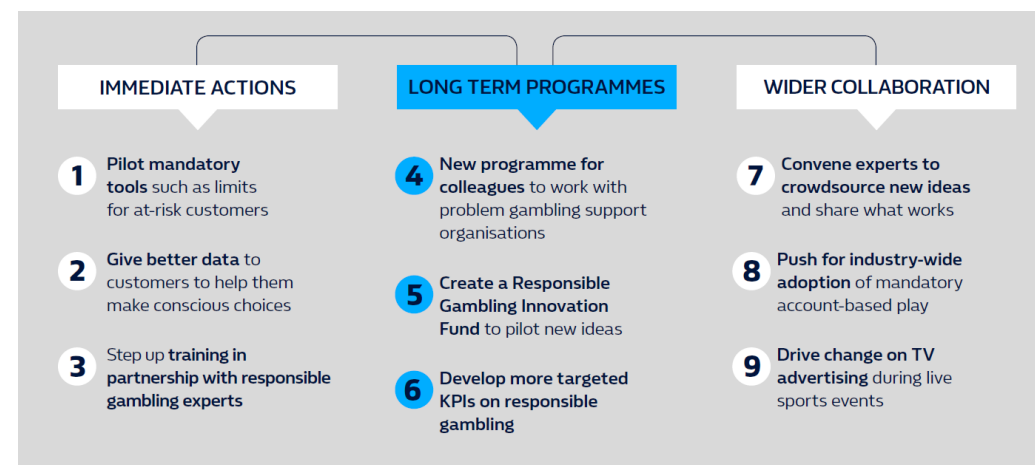 IMMEDIATE ACTIONS
1
Pilot mandatory
tools such as limits
for at-risk customers
2
Give better data to
customers to help them
make conscious choices
3
Step up training in
partnership with responsible
gambling experts
LONG TERM PROGRAMMES
4
New programme for
colleagues to work with
problem gambling support
organisations
5
Create a Responsible
Gambling Innovation
Fund to pilot new ideas
6
Develop more targeted
KPIs on responsible
gambling
WIDER COLLABORATION
7
Convene experts to
crowdsource new ideas
and share what works
8
Push for industry-wide
adoption of mandatory
account-based play
9
Drive change on TV
advertising during live
sports events